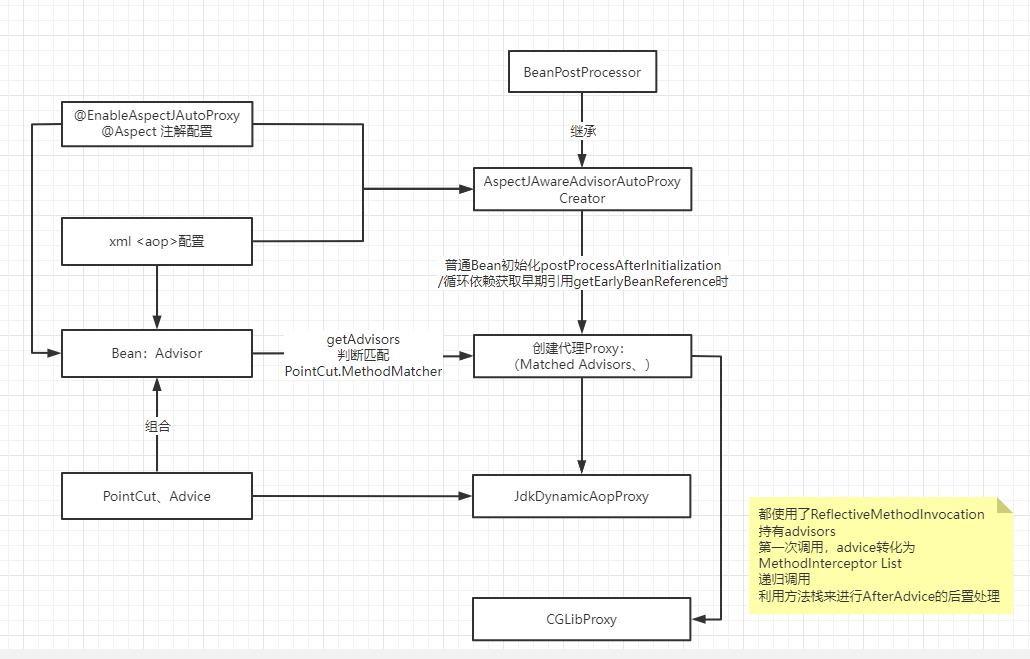 BeanPostProcessor
@EnableAspectJAutoProxy
@Aspect 注解配置
继承
AspectJAwareAdvisorAutoProxy
Creator
xml <aop>配置
普通Bean初始化postProcessAfterInitialization
/循环依赖获取早期引用getEarlyBeanReference时
Bean：Advisor
getAdvisors
判断匹配
PointCut.MethodMatcher
创建代理Proxy：
（Matched Advisors、）
组合
PointCut、Advice
JdkDynamicAopProxy
都使用了ReflectiveMethodInvocation
持有advisors
第一次调用，advice转化为
MethodInterceptor List
递归调用
利用方法栈来进行AfterAdvice的后置处理
CGLibProxy